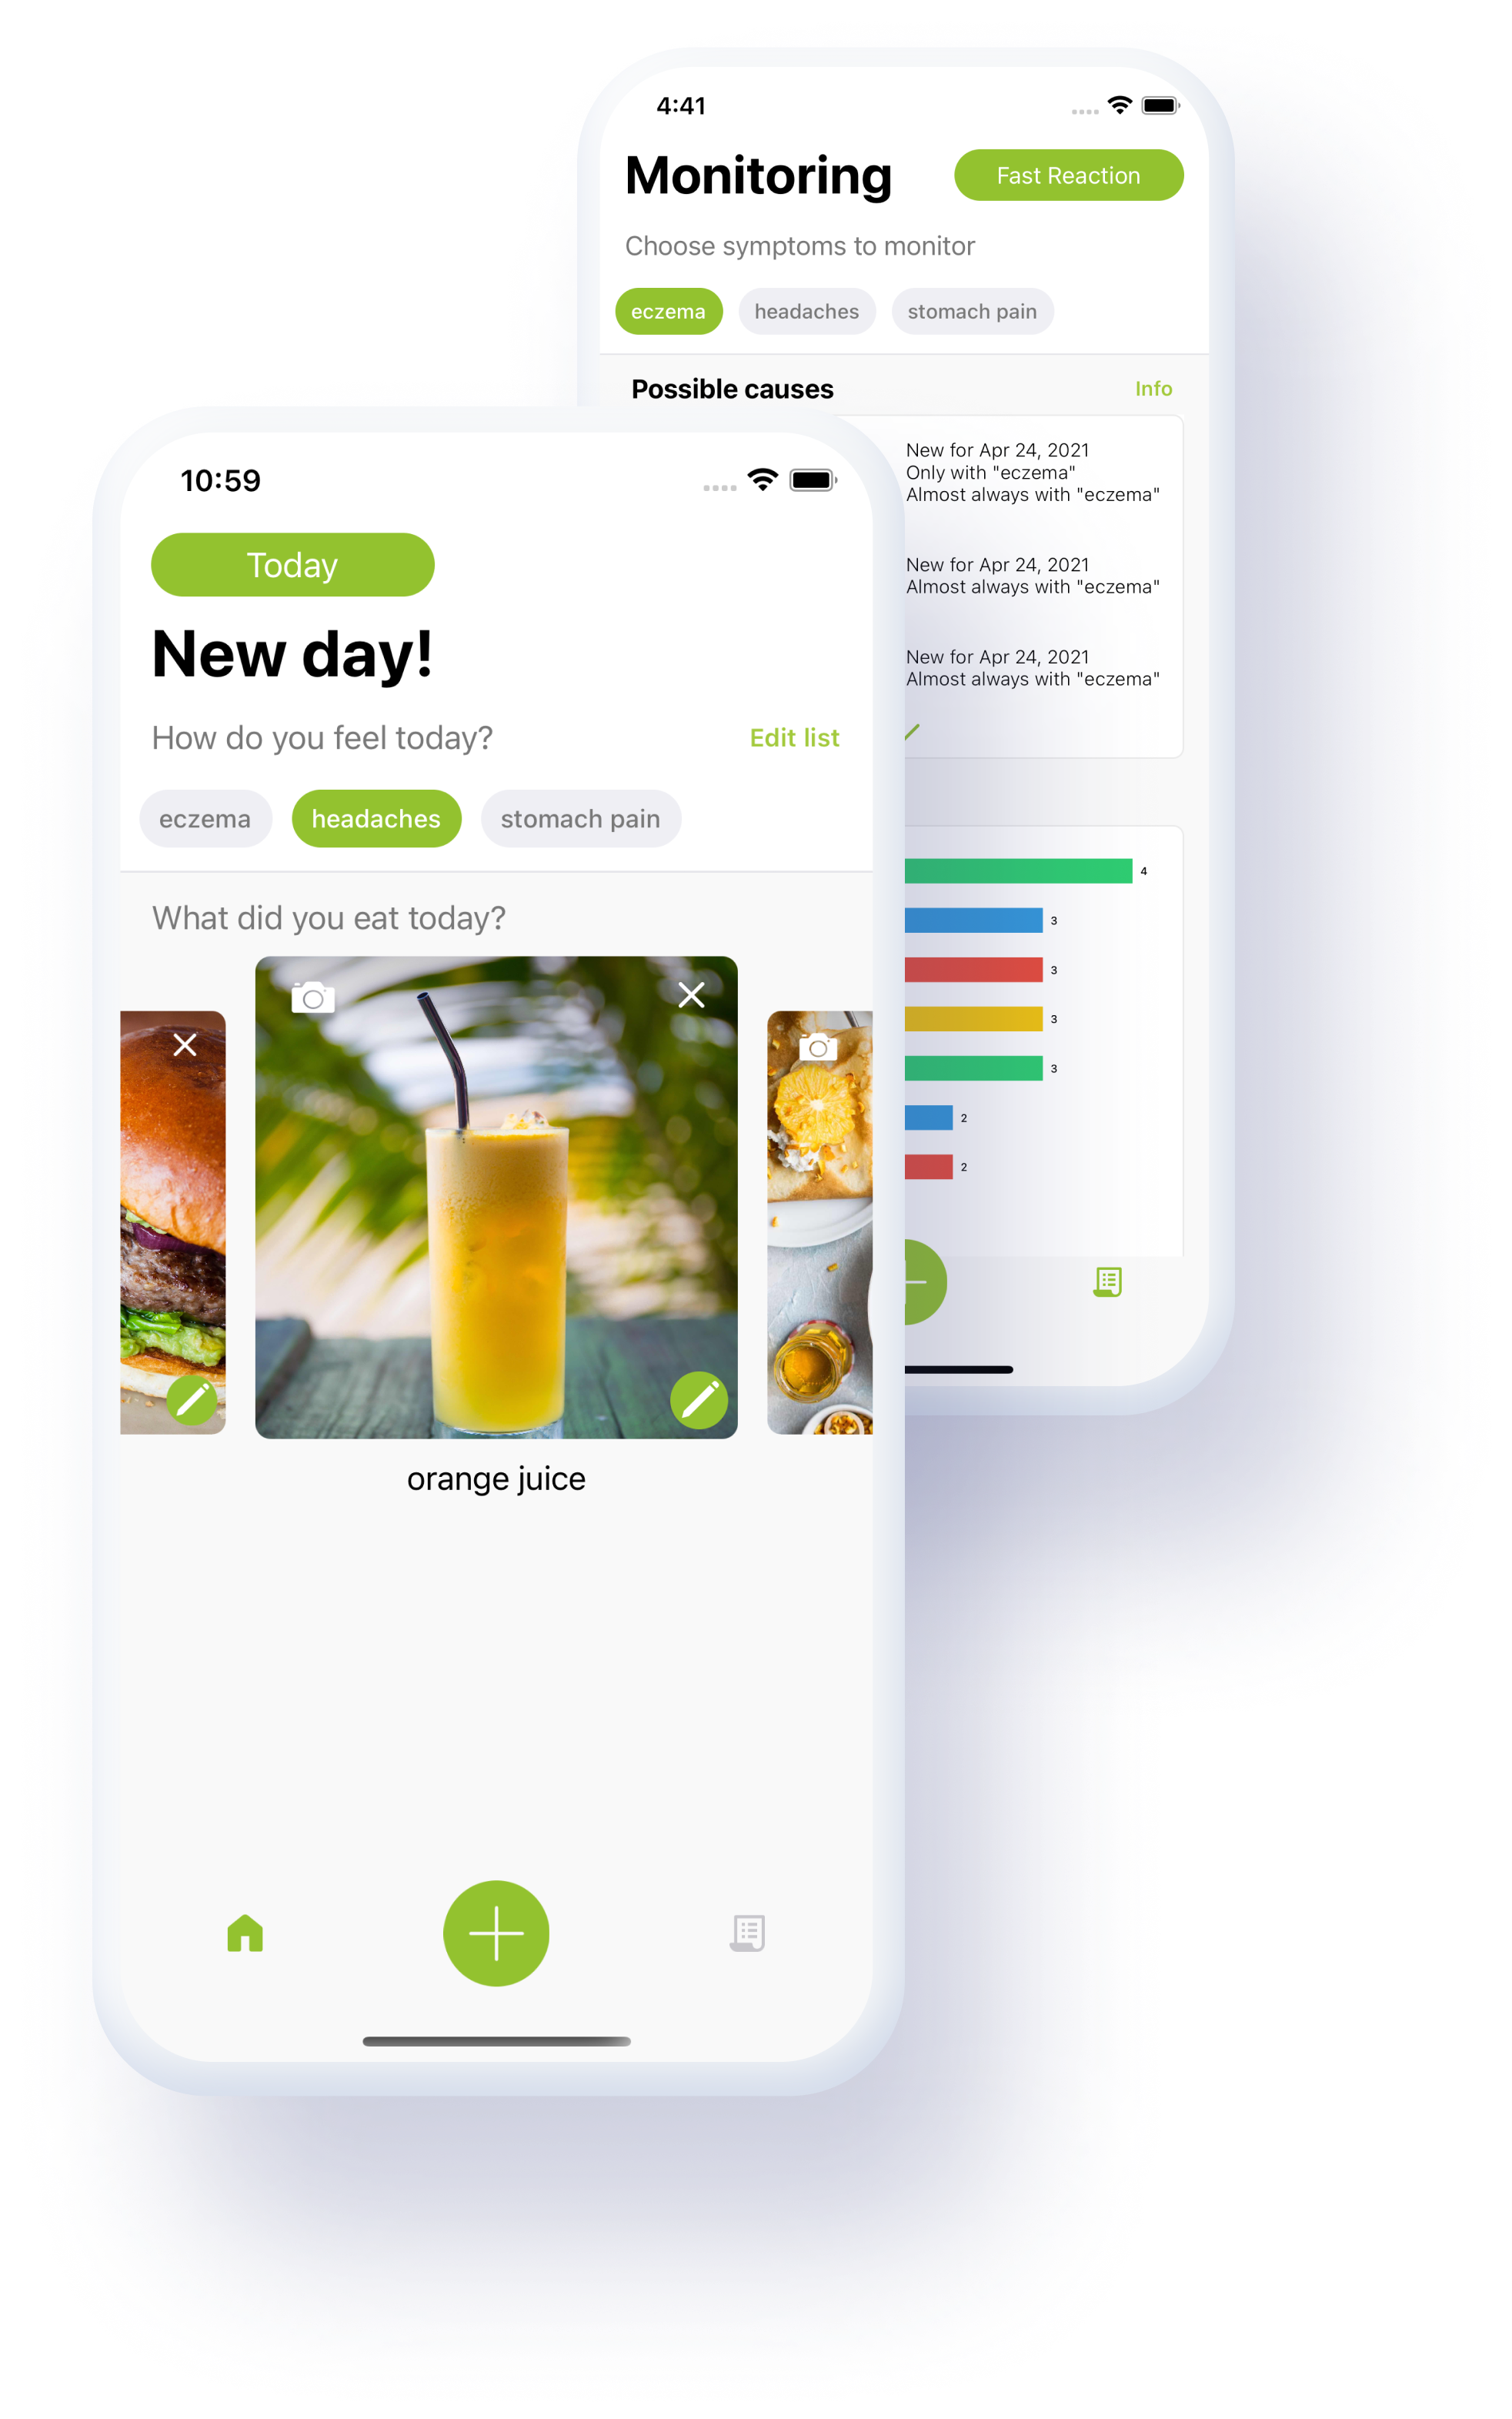 4:41
Monitoring
Fast Reaction
Choose symptoms to monitor
eczema
headaches
stomach pain
Possible causes
Info
New for Apr 24, 2021
Only with "eczema"
Almost always with "eczema"
New for Apr 24, 2021
Almost always with "eczema"
New for Apr 24, 2021
Almost always with "eczema"
4
3
3
3
3
2
2
10:59
Today
New day!
How do you feel today?
Edit list
eczema
headaches
stomach pain
What did you eat today?
orange juice